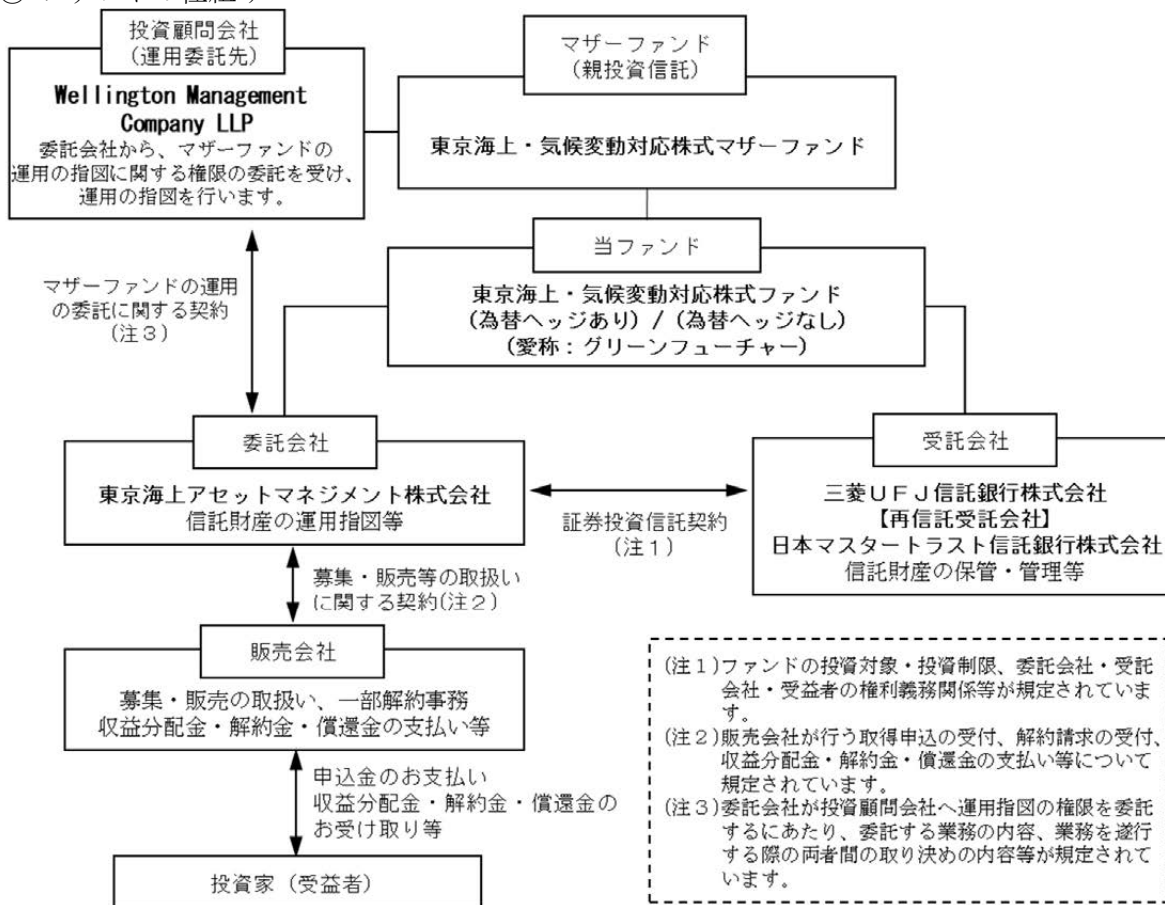 投資顧問会社
(運用委託先)
Wellington Management
Company LLP
委託会社から、マザーファンドの
運用の指図に関する権限の委託を受け、
運用の指図を行います。
マザーファンド
(親投資信託)
東京海上・気候変動対応株式マザーファンド
当ファンド
東京海上・気候変動対応株式ファンド
(為替ヘッジあり) / (為替ヘッジなし)
(愛称:グリーンフューチャー)
マザーファンドの運用
の委託に関する契約
(注3)
委託会社
東京海上アセットマネジメント株式会社
信託財産の運用指図等
証券投資信託契約
(注1)
受託会社
三菱UFJ信託銀行株式会社
【再信託受託会社】
日本マスタートラスト信託銀行株式会社
信託財産の保管・管理等
募集・販売等の取扱い
に関する契約(注2)
販売会社
募集・販売の取扱い、一部解約事務
収益分配金・解約金・償還金の支払い等
申込金のお支払い
収益分配金・解約金・償還金の
お受け取り等
投資家(受益者)
(注1)ファンドの投資対象・投資制限、委託会社・受託
会社・受益者の権利義務関係等が規定されていま
す。
(注2)販売会社が行う取得申込の受付、解約請求の受付、
収益分配金・解約金・償還金の支払い等について
規定されています。
(注3)委託会社が投資顧問会社へ運用指図の権限を委託
するにあたり、委託する業務の内容、業務を遂行
する際の両者間の取り決めの内容等が規定されて
います。